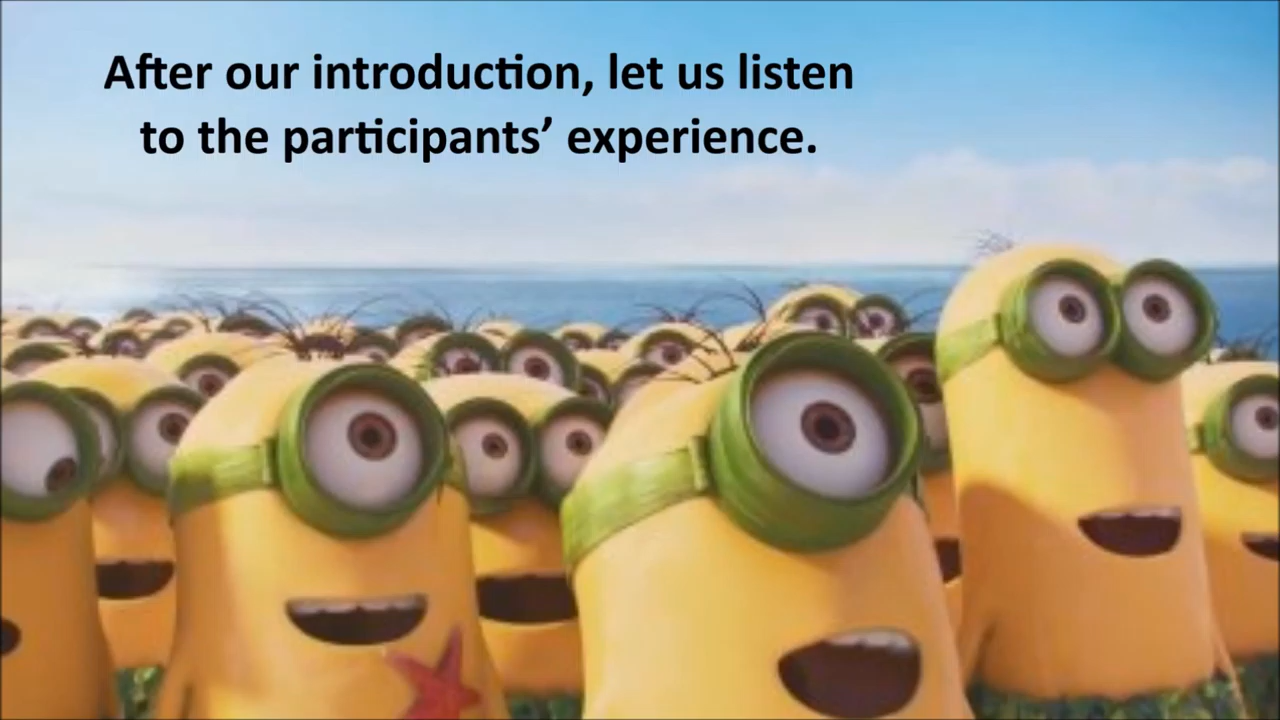 After our introduction, let us listen
to the participants’ experience.